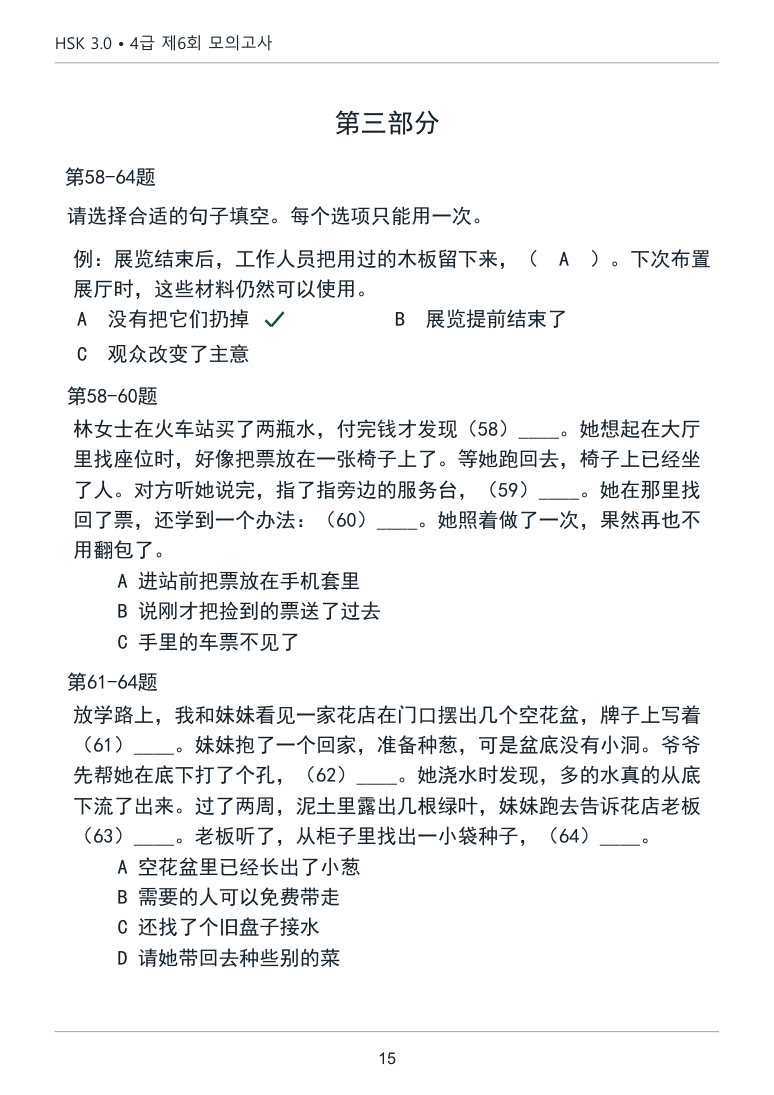 HSK 3.0 • 4급 제6회 모의고사
第三部分
第58-64题
请选择合适的句子填空。每个选项只能用一次。
例：展览结束后，工作人员把用过的木板留下来，（ A ）。下次布置
展厅时，这些材料仍然可以使用。
A 没有把它们扔掉 ✓ B 展览提前结束了
C 观众改变了主意
第58-60题
林女士在火车站买了两瓶水，付完钱才发现（58）____。她想起在大厅
里找座位时，好像把票放在一张椅子上了。等她跑回去，椅子上已经坐
了人。对方听她说完，指了指旁边的服务台，（59）____。她在那里找
回了票，还学到一个办法：（60）____。她照着做了一次，果然再也不
用翻包了。
A 进站前把票放在手机套里
B 说刚才把捡到的票送了过去
C 手里的车票不见了
第61-64题
放学路上，我和妹妹看见一家花店在门口摆出几个空花盆，牌子上写着
（61）____。妹妹抱了一个回家，准备种葱，可是盆底没有小洞。爷爷
先帮她在底下打了个孔，（62）____。她浇水时发现，多的水真的从底
下流了出来。过了两周，泥土里露出几根绿叶，妹妹跑去告诉花店老板
（63）____。老板听了，从柜子里找出一小袋种子，（64）____。
A 空花盆里已经长出了小葱
B 需要的人可以免费带走
C 还找了个旧盘子接水
D 请她带回去种些别的菜
15